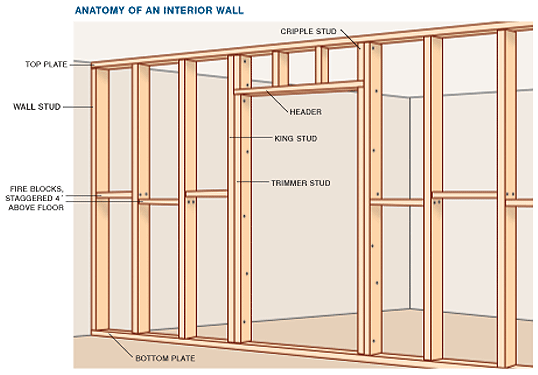 ANATOMY OF AN INTERIOR WALL
CRIPPLE STUD
TOP PLATE
WALL STUD
HEADER
KING STUD
TRIMMER STUD
FIRE BLOCKS,
STAGGERED 4´
ABOVE FLOOR
BOTTOM PLATE